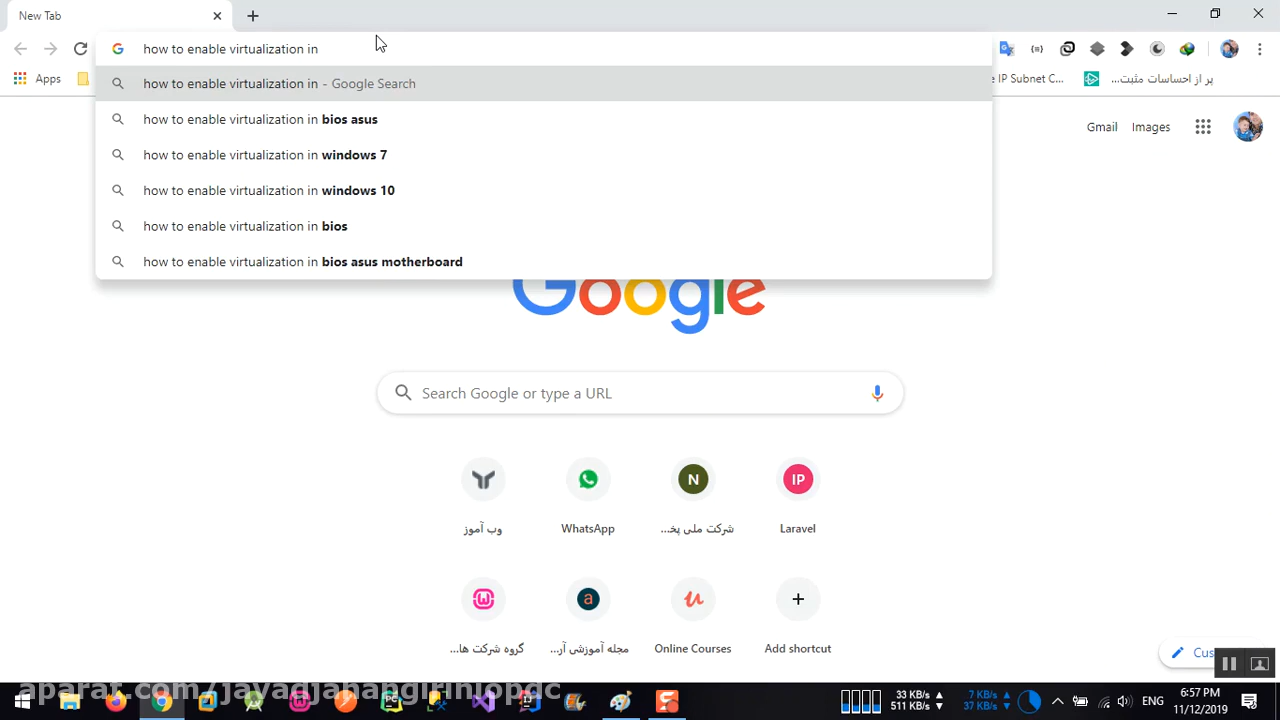 New Tab
how to enable virtualization in
how to enable virtualization in - Google Search
how to enable virtualization in bios asus
how to enable virtualization in windows 7
how to enable virtualization in windows 10
how to enable virtualization in bios
how to enable virtualization in bios asus motherboard
Apps
e IP Subnet C...
پر از احساسات مثبت...
Gmail
Images
Google
Search Google or type a URL
وب آموز
WhatsApp
N
شرکت ملی پخ...
IP
Laravel
گروه شرکت ها...
a
مجله آموزشی آر...
Online Courses
Add shortcut
Cus
aparat.com/javadjahangiriniopdc
33 KB/s
511 KB/s
7 KB/s
37 KB/s
ENG
6:57 PM
11/12/2019